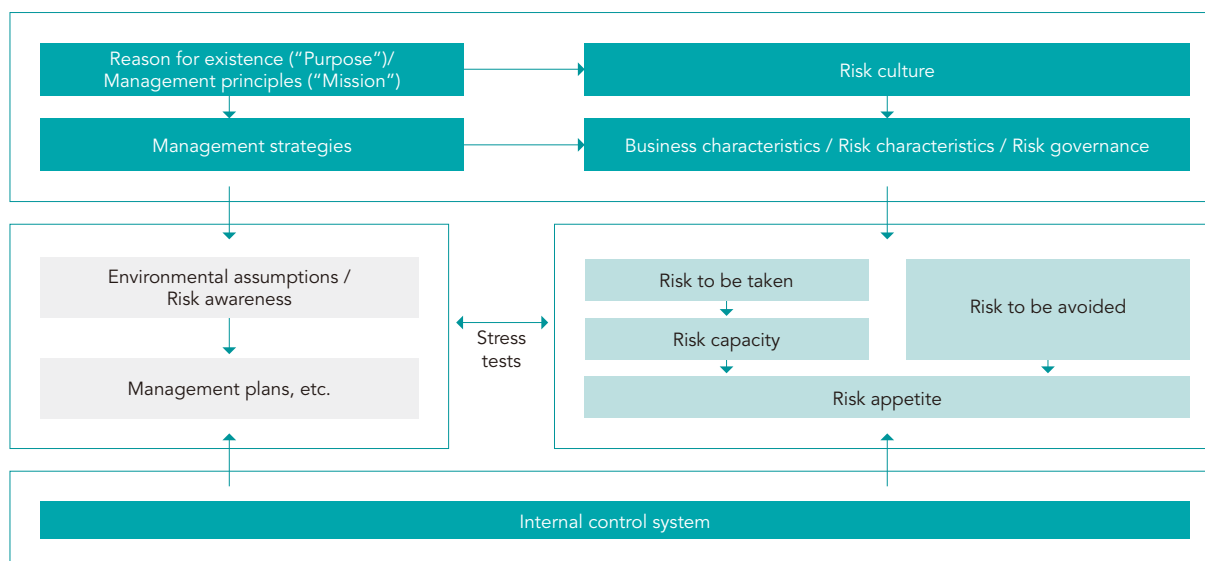 Reason for existence (“Purpose”)/
Management principles (“Mission”)
Risk culture
Management strategies
Business characteristics / Risk characteristics / Risk governance
Environmental assumptions /
Risk awareness
Management plans, etc.
Stress
tests
Risk to be taken
Risk to be avoided
Risk capacity
Risk appetite
Internal control system